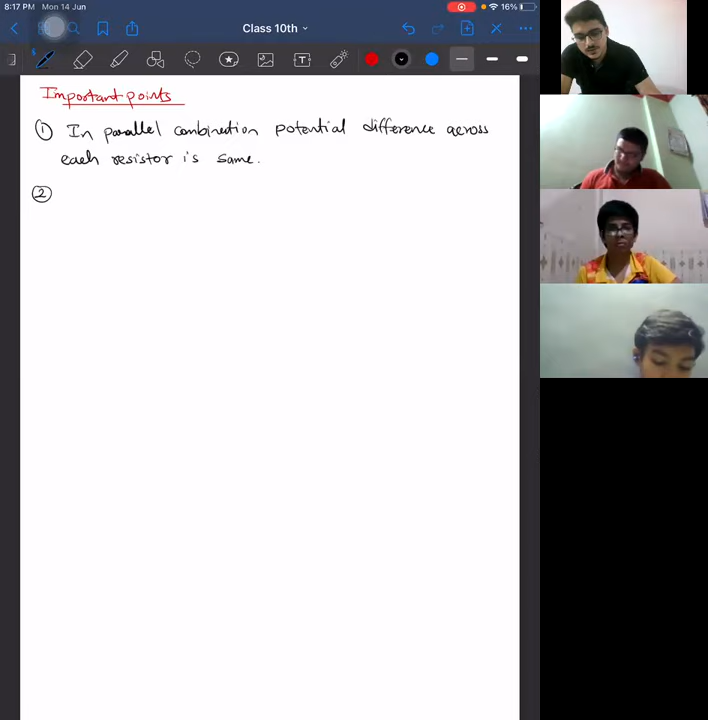 8:17 PM Mon 14 Jun
16%
Class 10th
T
Important points
① In parallel combination potential difference across
each resistor is same.
②